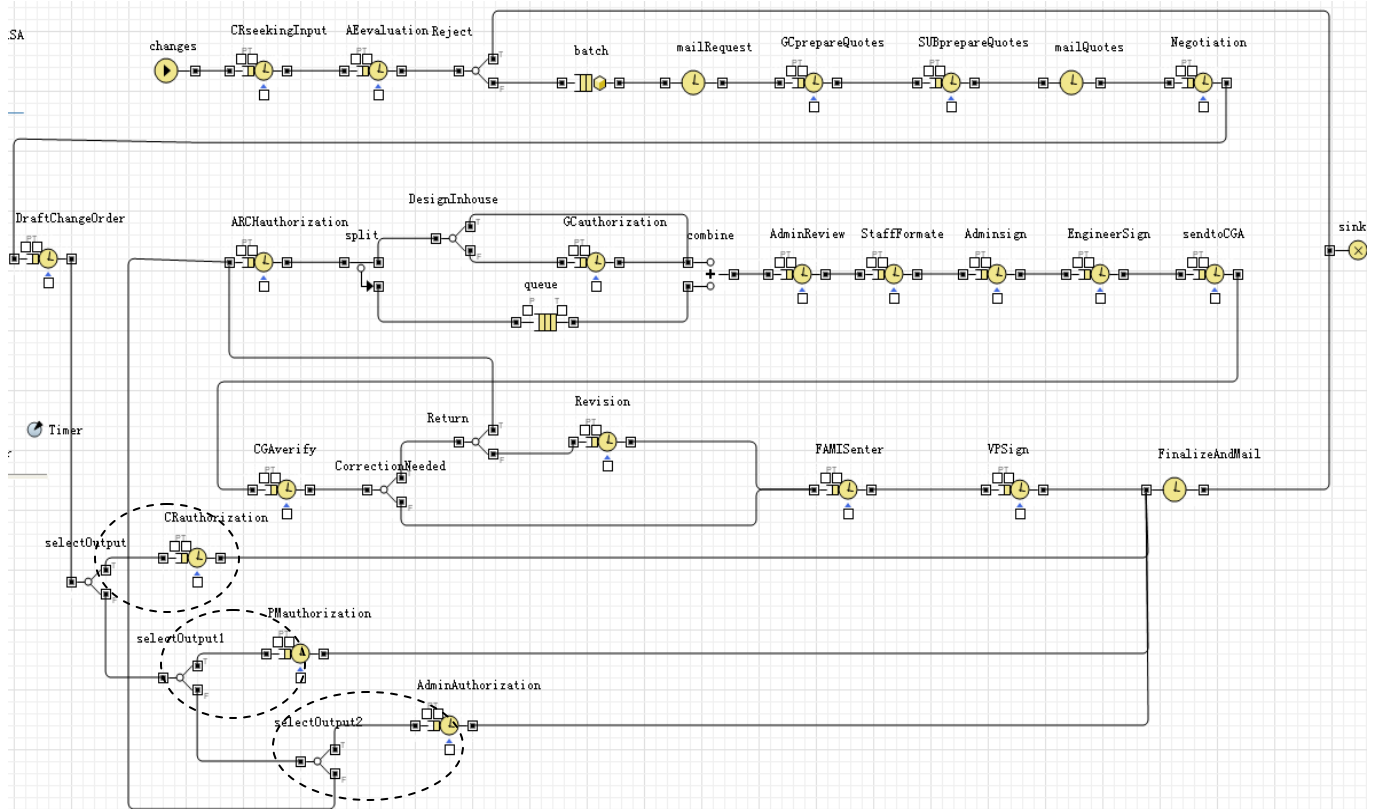 SA
changes
CRseekingInput
AEevaluation
Reject
batch
mailRequest
GCprepareQuotes
SUBprepareQuotes
mailQuotes
Negotiation
DraftChangeOrder
ARCHauthorization
split
DesignInhouse
GCauthorization
queue
combine
AdminReview
StaffFormate
Adminsign
EngineerSign
sendtoCGA
sink
Timer
CGAverify
CorrectionNeeded
Return
Revision
FAMISenter
VPSign
FinalizeAndMail
selectOutput
CRauthorization
selectOutput1
PMauthorization
selectOutput2
AdminAuthorization